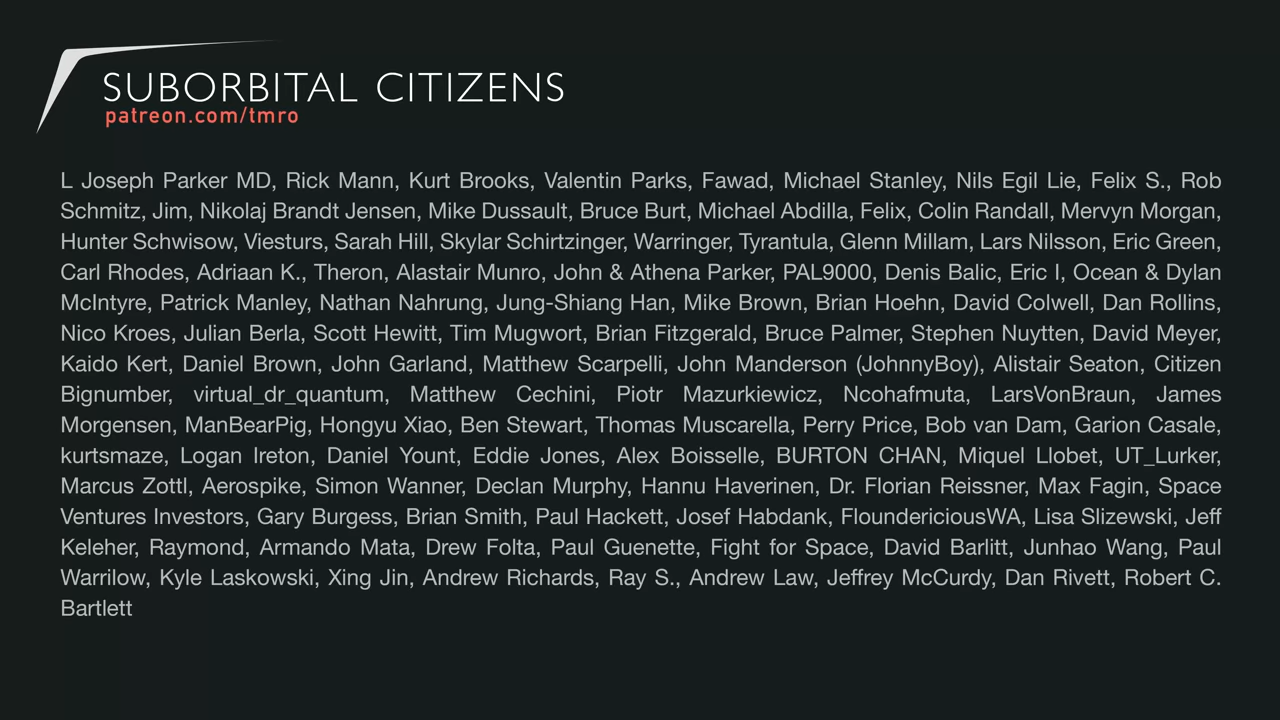 SUBORBITAL CITIZENS
patreon.com/tmro
L Joseph Parker MD, Rick Mann, Kurt Brooks, Valentin Parks, Fawad, Michael Stanley, Nils Egil Lie, Felix S., Rob
Schmitz, Jim, Nikolaj Brandt Jensen, Mike Dussault, Bruce Burt, Michael Abdilla, Felix, Colin Randall, Mervyn Morgan,
Hunter Schwisow, Viesturs, Sarah Hill, Skylar Schirtzinger, Warringer, Tyrantula, Glenn Millam, Lars Nilsson, Eric Green,
Carl Rhodes, Adriaan K., Theron, Alastair Munro, John & Athena Parker, PAL9000, Denis Balic, Eric I, Ocean & Dylan
McIntyre, Patrick Manley, Nathan Nahrung, Jung-Shiang Han, Mike Brown, Brian Hoehn, David Colwell, Dan Rollins,
Nico Kroes, Julian Berla, Scott Hewitt, Tim Mugwort, Brian Fitzgerald, Bruce Palmer, Stephen Nuytten, David Meyer,
Kaido Kert, Daniel Brown, John Garland, Matthew Scarpelli, John Manderson (JohnnyBoy), Alistair Seaton, Citizen
Bignumber, virtual_dr_quantum, Matthew Cechini, Piotr Mazurkiewicz, Ncohafmuta, LarsVonBraun, James
Morgensen, ManBearPig, Hongyu Xiao, Ben Stewart, Thomas Muscarella, Perry Price, Bob van Dam, Garion Casale,
kurtsmaze, Logan Ireton, Daniel Yount, Eddie Jones, Alex Boisselle, BURTON CHAN, Miquel Llobet, UT_Lurker,
Marcus Zottl, Aerospike, Simon Wanner, Declan Murphy, Hannu Haverinen, Dr. Florian Reissner, Max Fagin, Space
Ventures Investors, Gary Burgess, Brian Smith, Paul Hackett, Josef Habdank, FloundericiousWA, Lisa Slizewski, Jeff
Keleher, Raymond, Armando Mata, Drew Folta, Paul Guenette, Fight for Space, David Barlitt, Junhao Wang, Paul
Warrilow, Kyle Laskowski, Xing Jin, Andrew Richards, Ray S., Andrew Law, Jeffrey McCurdy, Dan Rivett, Robert C.
Bartlett